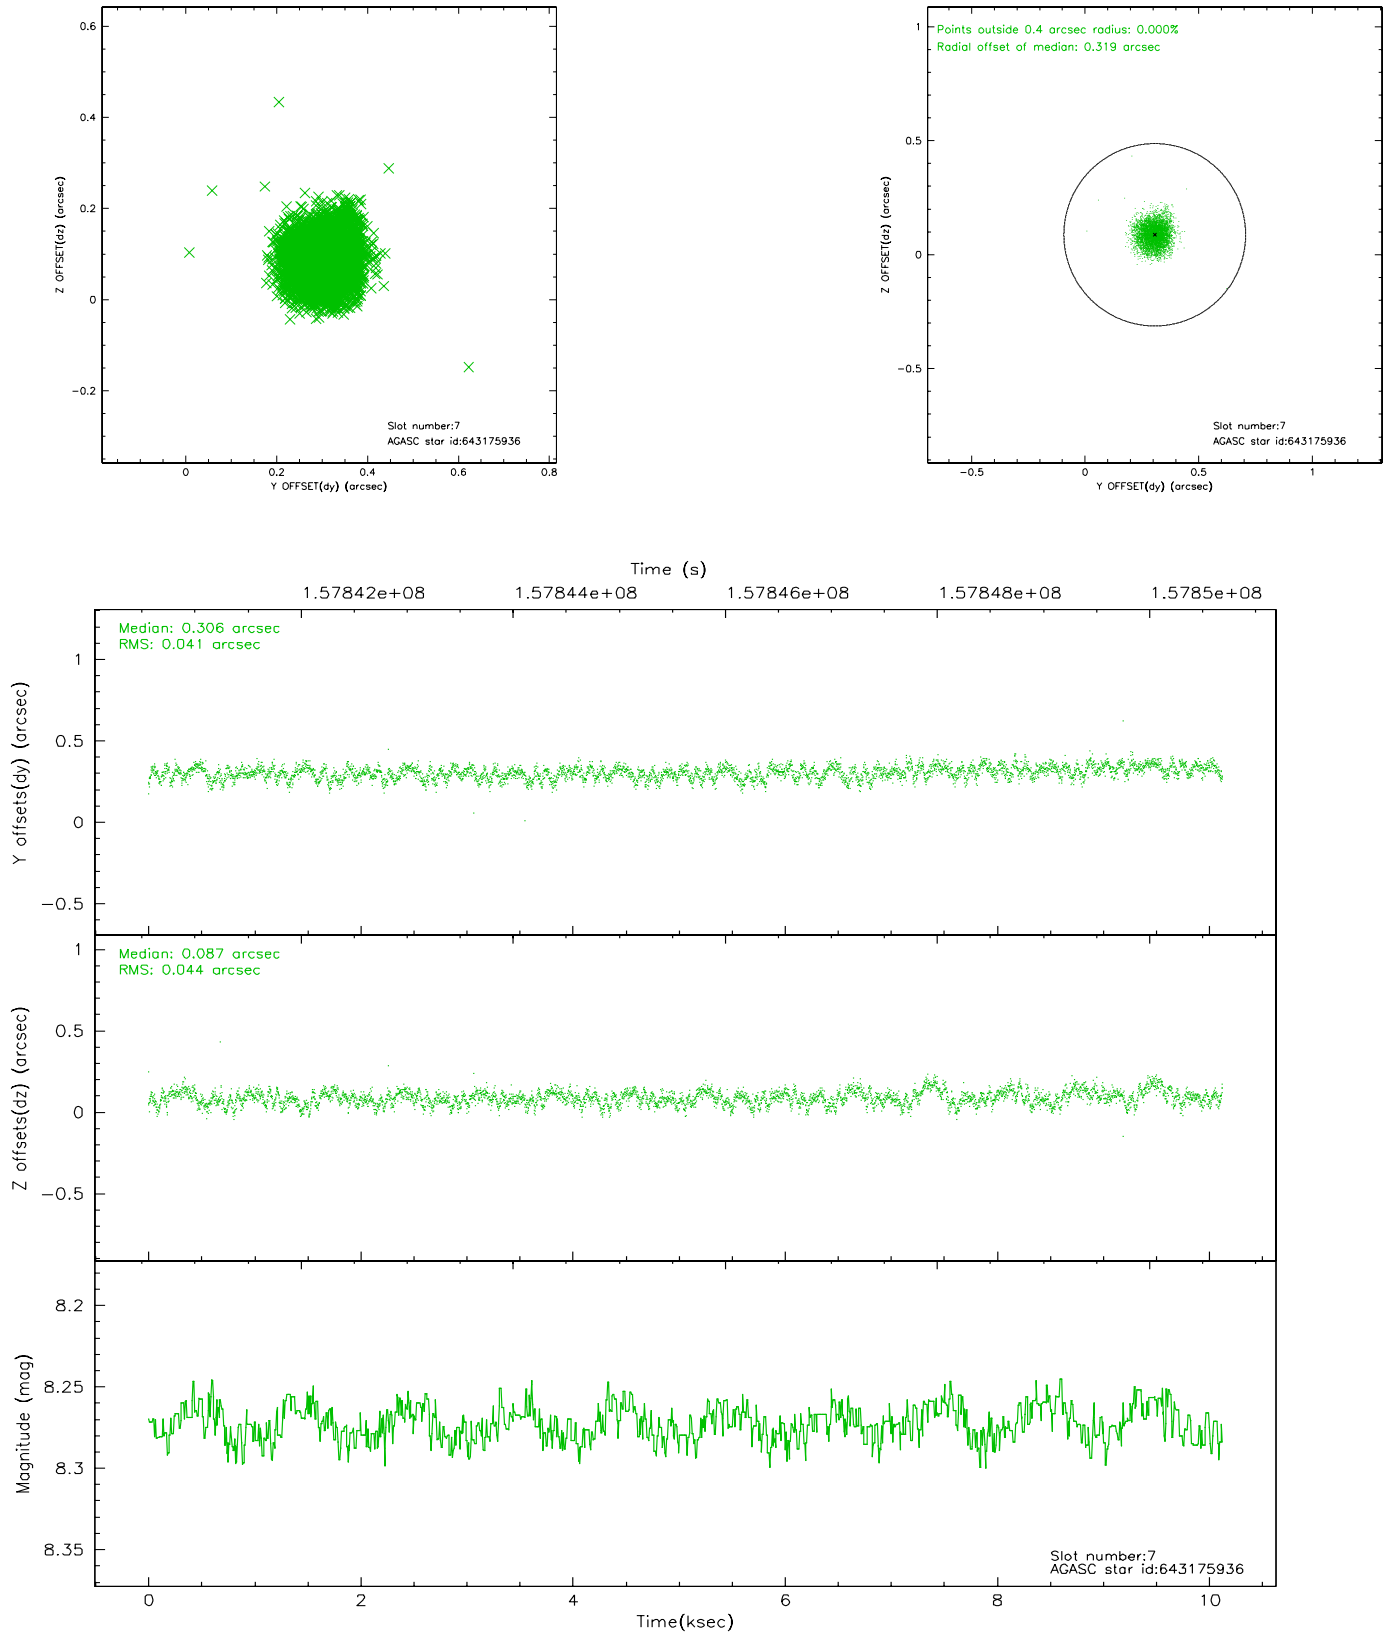 0.6
0.4
0.2
0
−0.2
Z OFFSET(dz) (arcsec)
Slot number:7
AGASC star id:643175936
0 0.2 0.4 0.6 0.8
Y OFFSET(dy) (arcsec)
Points outside 0.4 arcsec radius: 0.000%
Radial offset of median: 0.319 arcsec
1
0.5
0
−0.5
Z OFFSET(dz) (arcsec)
Slot number:7
AGASC star id:643175936
−0.5 0 0.5 1
Y OFFSET(dy) (arcsec)
Time (s)
1.57842e+08 1.57844e+08 1.57846e+08 1.57848e+08 1.5785e+08
Median: 0.306 arcsec
RMS: 0.041 arcsec
1
0.5
0
−0.5
Y offsets(dy) (arcsec)
Median: 0.087 arcsec
RMS: 0.044 arcsec
1
0.5
0
−0.5
Z offsets(dz) (arcsec)
8.2
8.25
8.3
8.35
Magnitude (mag)
Slot number:7
AGASC star id:643175936
0 2 4 6 8 10
Time(ksec)